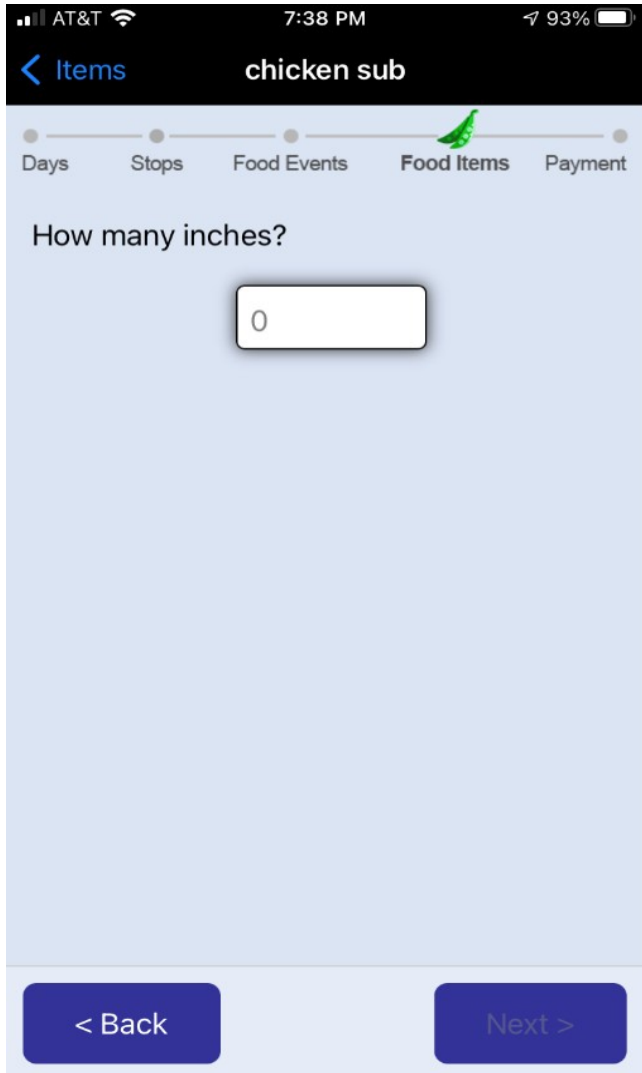 AT&T 7:38 PM 93%
Items chicken sub
Days Stops Food Events Food Items Payment
How many inches?
0
< Back Next >